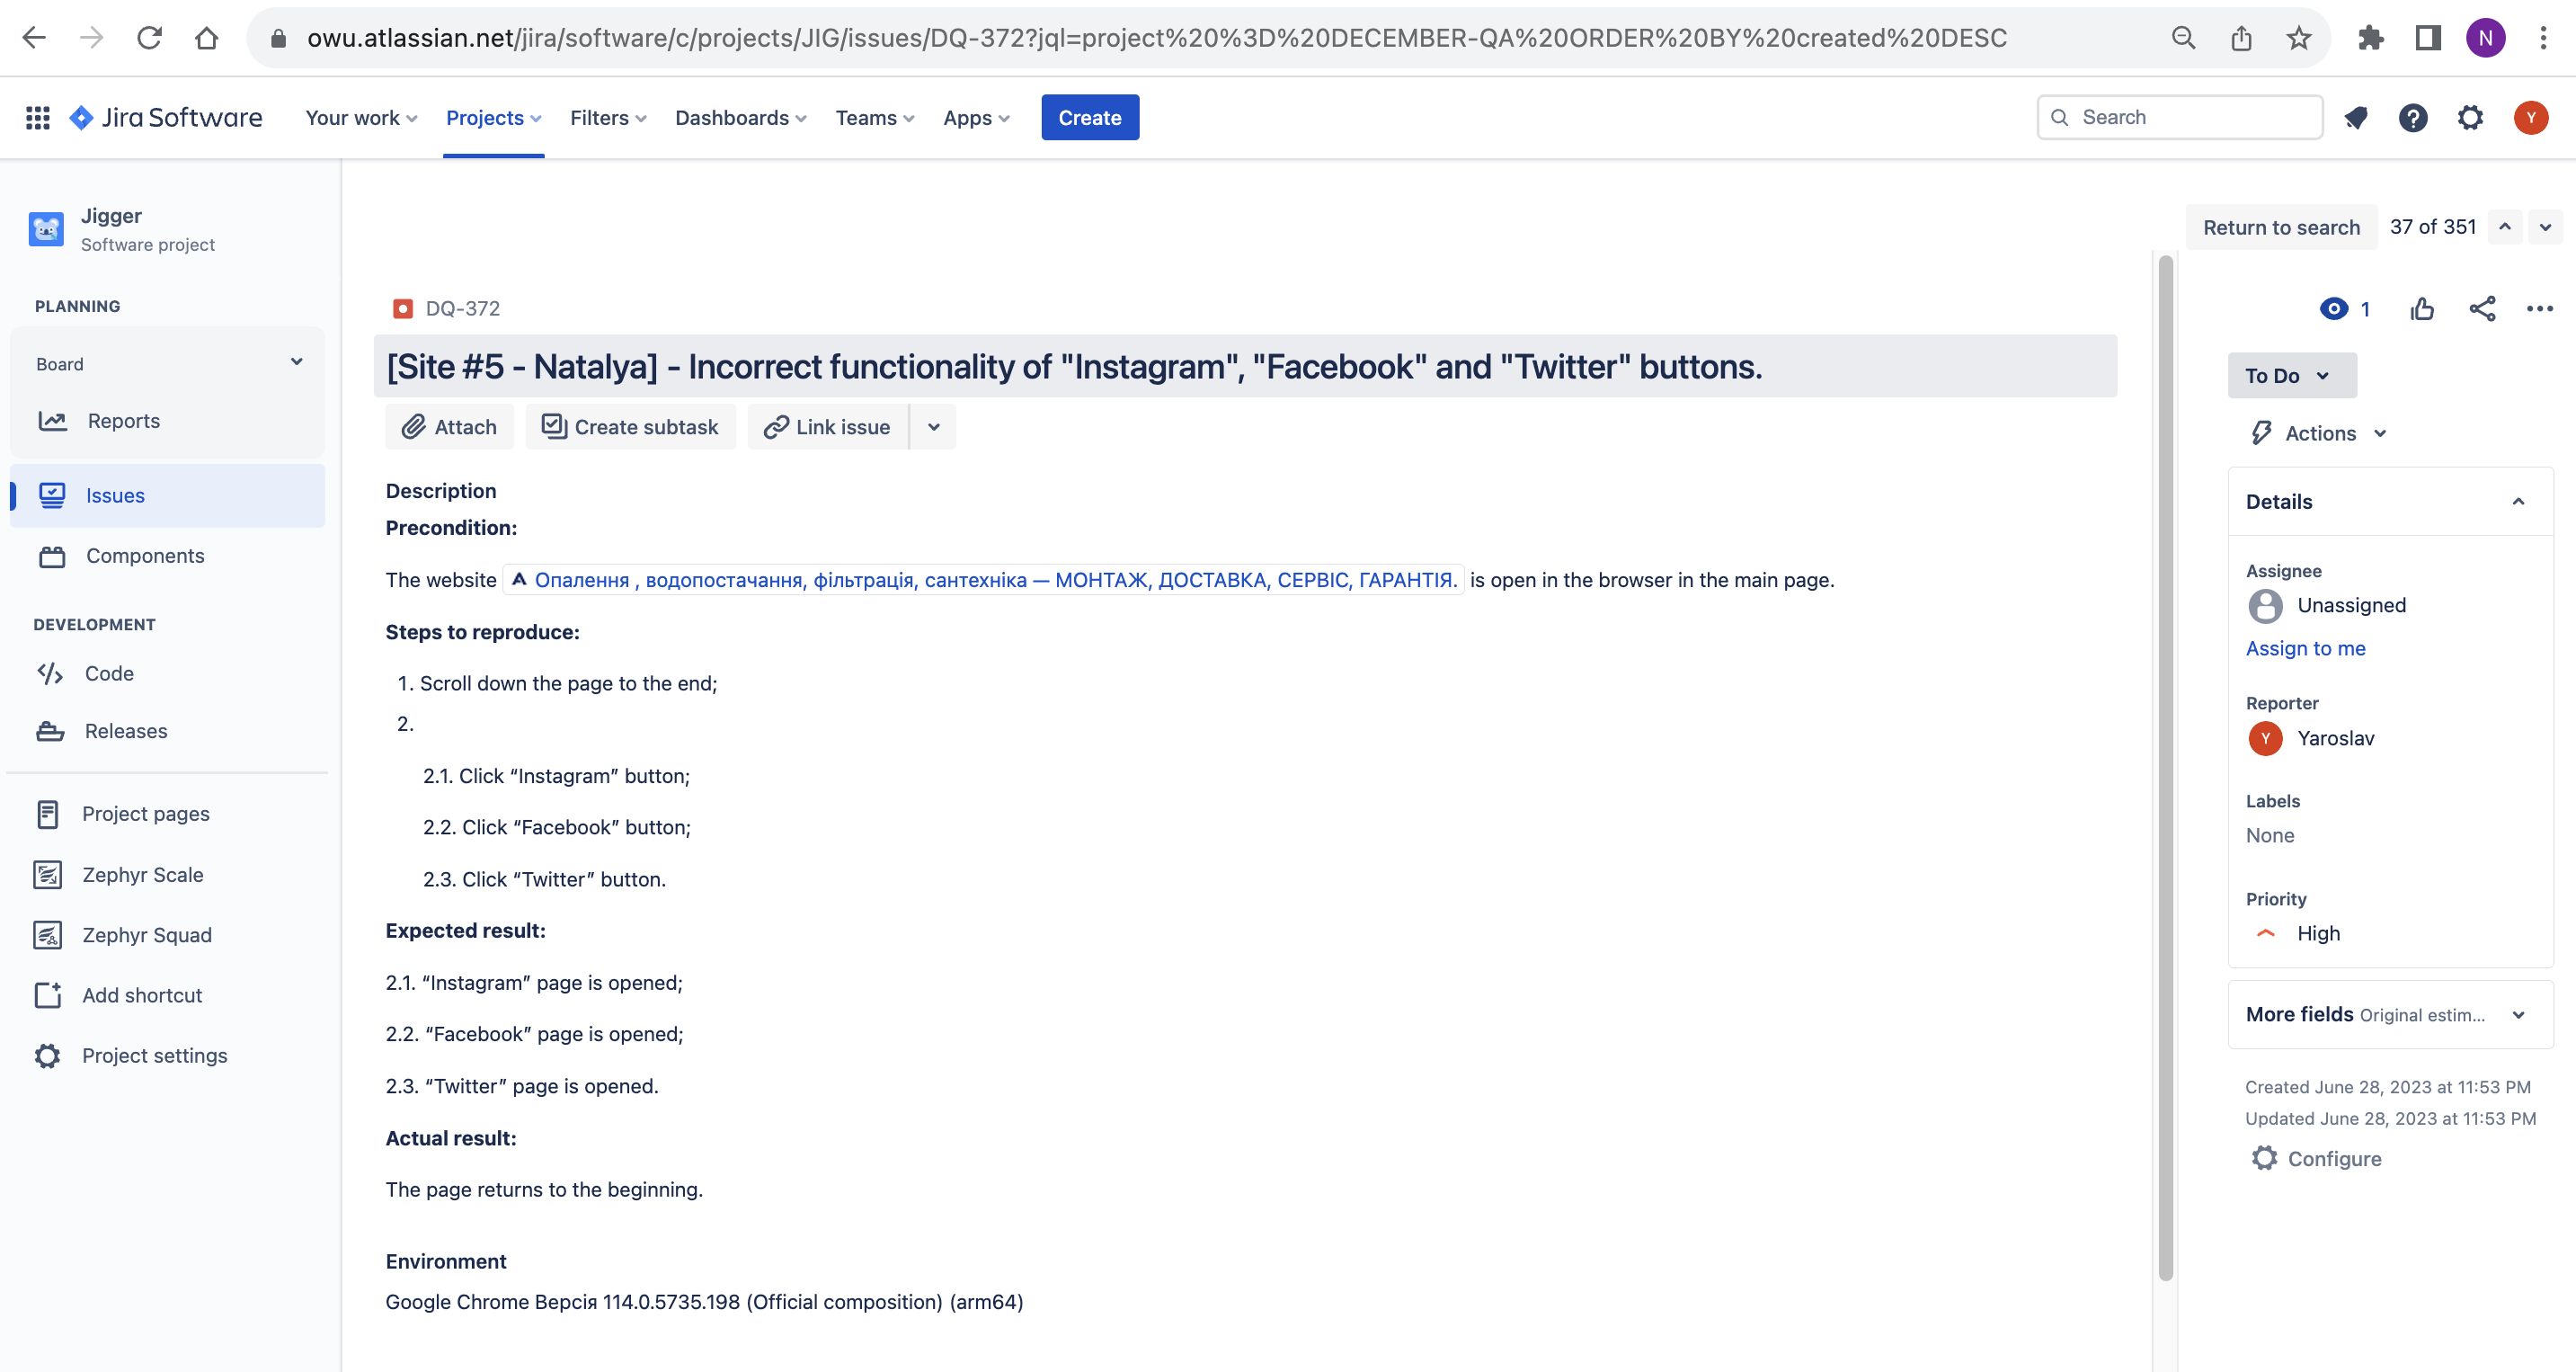 owu.atlassian.net/jira/software/c/projects/JIG/issues/DQ-372?jql=project%20%3D%20DECEMBER-QA%20ORDER%20BY%20created%20DESC
N
Jira Software
Your work
Projects
Filters
Dashboards
Teams
Apps
Create
Search
Y
Jigger
Software project
PLANNING
Board
Reports
Issues
Components
DEVELOPMENT
Code
Releases
Project pages
Zephyr Scale
Zephyr Squad
Add shortcut
Project settings
Return to search
37 of 351
DQ-372
[Site #5 - Natalya] - Incorrect functionality of "Instagram", "Facebook" and "Twitter" buttons.
Attach
Create subtask
Link issue
Description
Precondition:
The website Опалення , водопостачання, фільтрація, сантехніка — МОНТАЖ, ДОСТАВКА, СЕРВІС, ГАРАНТІЯ. is open in the browser in the main page.
Steps to reproduce:
1. Scroll down the page to the end;
2.
2.1. Click “Instagram” button;
2.2. Click “Facebook” button;
2.3. Click “Twitter” button.
Expected result:
2.1. “Instagram” page is opened;
2.2. “Facebook” page is opened;
2.3. “Twitter” page is opened.
Actual result:
The page returns to the beginning.
Environment
Google Chrome Версія 114.0.5735.198 (Official composition) (arm64)
1
To Do
Actions
Details
Assignee
Unassigned
Assign to me
Reporter
Y
Yaroslav
Labels
None
Priority
High
More fields Original estim...
Created June 28, 2023 at 11:53 PM
Updated June 28, 2023 at 11:53 PM
Configure